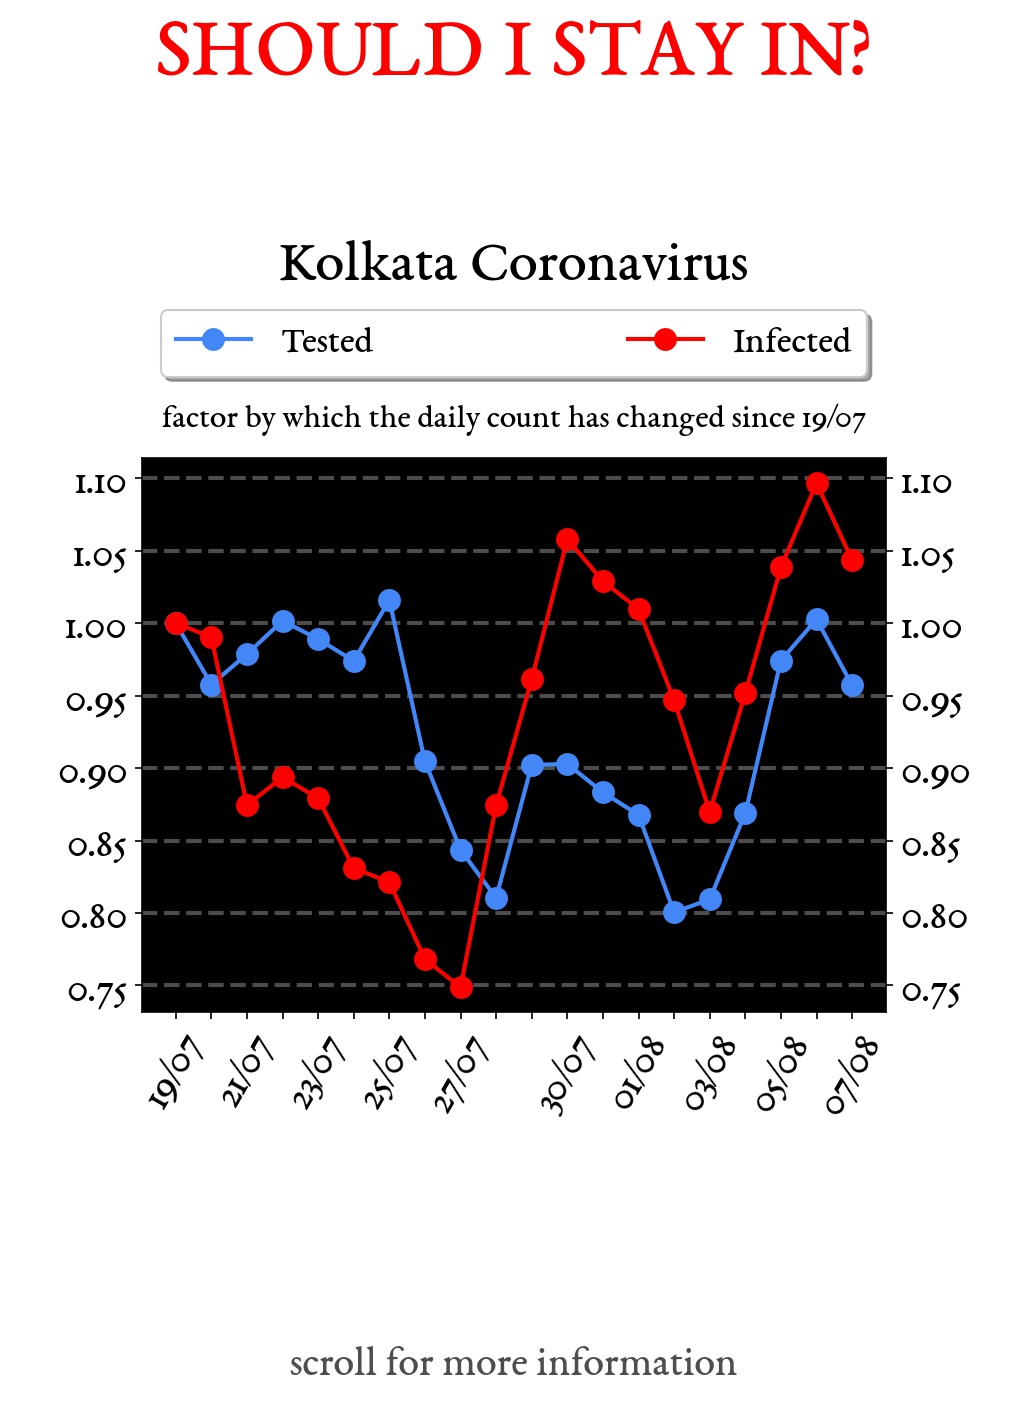 SHOULD I STAY IN?
Kolkata Coronavirus
Tested Infected
factor by which the daily count has changed since 19/07
1.10 1.10
1.05 1.05
1.00 1.00
0.95 0.95
0.90 0.90
0.85 0.85
0.80 0.80
0.75 0.75
19/07 21/07 23/07 25/07 27/07 30/07 01/08 03/08 05/08 07/08
scroll for more information